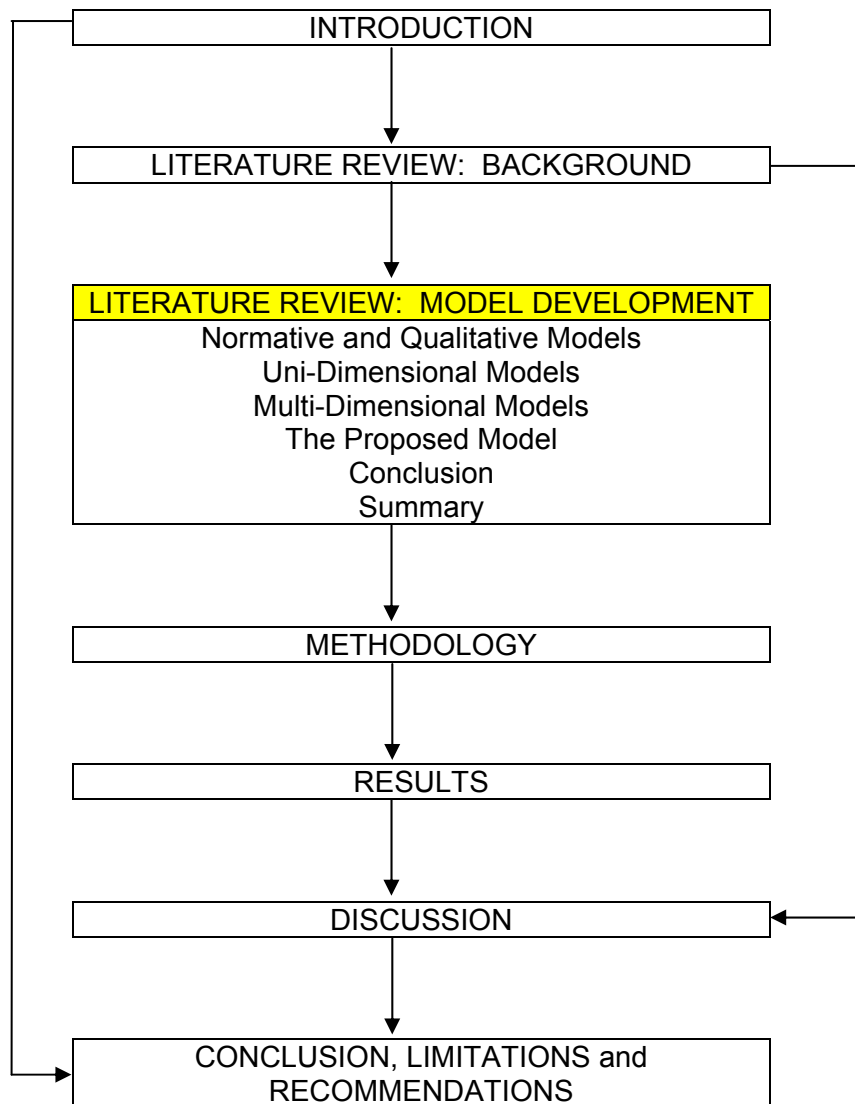 INTRODUCTION
LITERATURE REVIEW: BACKGROUND
LITERATURE REVIEW: MODEL DEVELOPMENT
Normative and Qualitative Models
Uni-Dimensional Models
Multi-Dimensional Models
The Proposed Model
Conclusion
Summary
METHODOLOGY
RESULTS
DISCUSSION
CONCLUSION, LIMITATIONS and
RECOMMENDATIONS